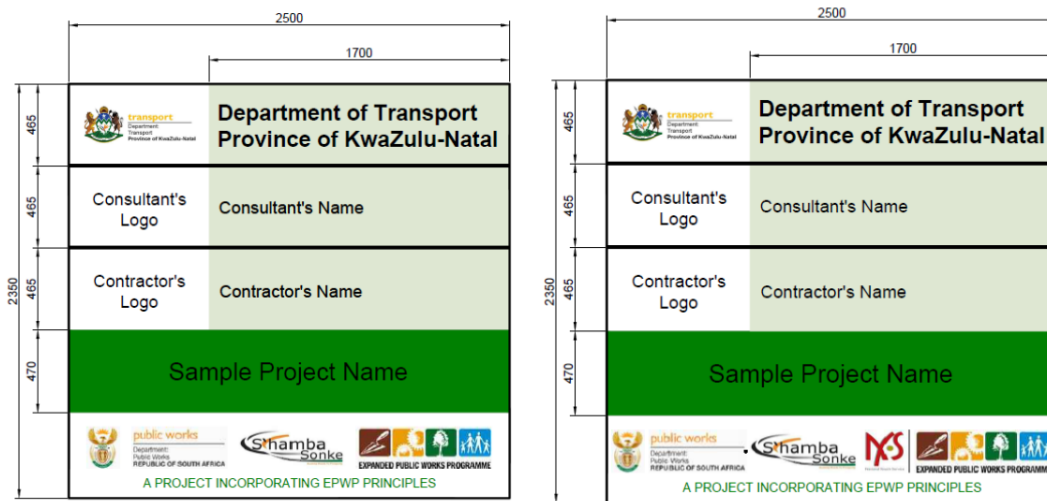 2500
1700
465
transport
Department:
Transport
Province of KwaZulu-Natal
Department of Transport
Province of KwaZulu-Natal
465
Consultant's
Logo
Consultant's Name
2350
465
Contractor's
Logo
Contractor's Name
470
Sample Project Name
public works
Department:
Public Works
REPUBLIC OF SOUTH AFRICA
S'hamba
Sonke
EXPANDED PUBLIC WORKS PROGRAMME
A PROJECT INCORPORATING EPWP PRINCIPLES
2500
1700
465
transport
Department:
Transport
Province of KwaZulu-Natal
Department of Transport
Province of KwaZulu-Natal
465
Consultant's
Logo
Consultant's Name
2350
465
Contractor's
Logo
Contractor's Name
470
Sample Project Name
public works
Department:
Public Works
REPUBLIC OF SOUTH AFRICA
S'hamba
Sonke
NYS
EXPANDED PUBLIC WORKS PROGRAMME
A PROJECT INCORPORATING EPWP PRINCIPLES